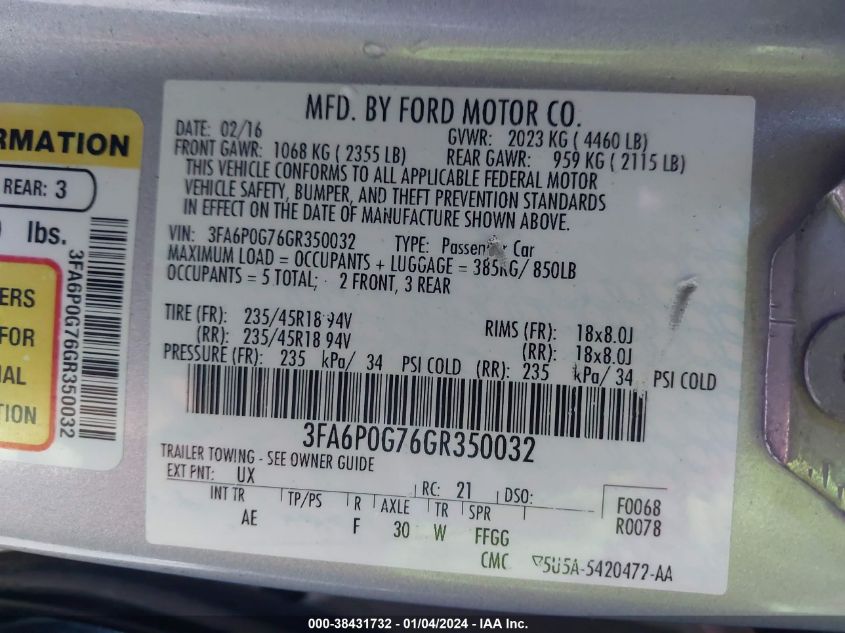 RMATION
REAR: 3
lbs.
3FA6P0G76GR350032
ERS
FOR
IAL
TION
MFD. BY FORD MOTOR CO.
DATE: 02/16 GVWR: 2023 KG ( 4460 LB)
FRONT GAWR: 1068 KG ( 2355 LB) REAR GAWR: 959 KG ( 2115 LB)
THIS VEHICLE CONFORMS TO ALL APPLICABLE FEDERAL MOTOR
VEHICLE SAFETY, BUMPER, AND THEFT PREVENTION STANDARDS
IN EFFECT ON THE DATE OF MANUFACTURE SHOWN ABOVE.
VIN: 3FA6P0G76GR350032 TYPE: Passenger Car
MAXIMUM LOAD = OCCUPANTS + LUGGAGE = 385KG/ 850LB
OCCUPANTS = 5 TOTAL; 2 FRONT, 3 REAR
TIRE (FR): 235/45R18 94V RIMS (FR): 18x8.0J
(RR): 235/45R18 94V (RR): 18x8.0J
PRESSURE (FR): 235 kPa/ 34 PSI COLD (RR): 235 kPa/ 34 PSI COLD
3FA6P0G76GR350032
TRAILER TOWING - SEE OWNER GUIDE
EXT PNT: UX RC: 21 DSO: F0068
INT TR TP/PS R AXLE TR SPR R0078
AE F 30 W FFGG
CMC ▽5U5A-5420472-AA
000-38431732 — 01/04/2024 — IAA Inc.